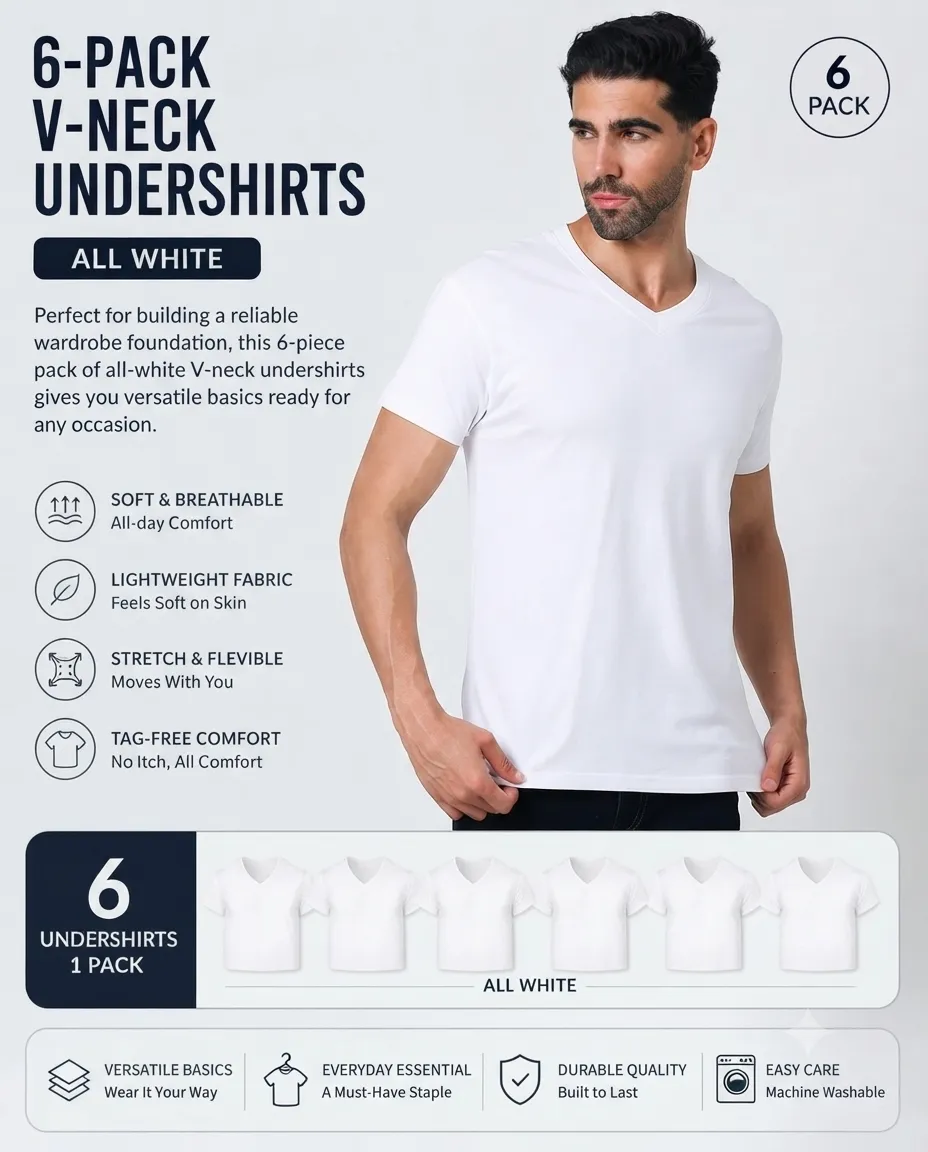 6-PACK
V-NECK
UNDERSHIRTS
ALL WHITE
6
PACK
Perfect for building a reliable
wardrobe foundation, this 6-piece
pack of all-white V-neck undershirts
gives you versatile basics ready for
any occasion.
SOFT & BREATHABLE
All-day Comfort
LIGHTWEIGHT FABRIC
Feels Soft on Skin
STRETCH & FLEVIBLE
Moves With You
TAG-FREE COMFORT
No Itch, All Comfort
6
UNDERSHIRTS
1 PACK
ALL WHITE
VERSATILE BASICS
Wear It Your Way
EVERYDAY ESSENTIAL
A Must-Have Staple
DURABLE QUALITY
Built to Last
EASY CARE
Machine Washable